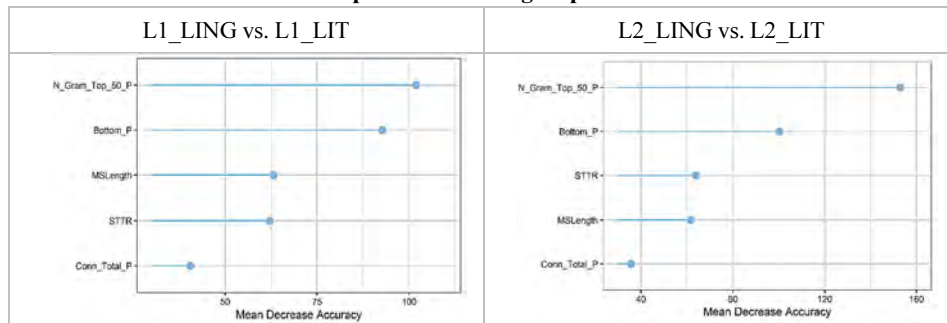 L1_LING vs. L1_LIT
L2_LING vs. L2_LIT
N_Gram_Top_50_P
Bottom_P
MSLength
STTR
Conn_Total_P
50 75 100
Mean Decrease Accuracy
N_Gram_Top_50_P
Bottom_P
STTR
MSLength
Conn_Total_P
40 80 120 160
Mean Decrease Accuracy